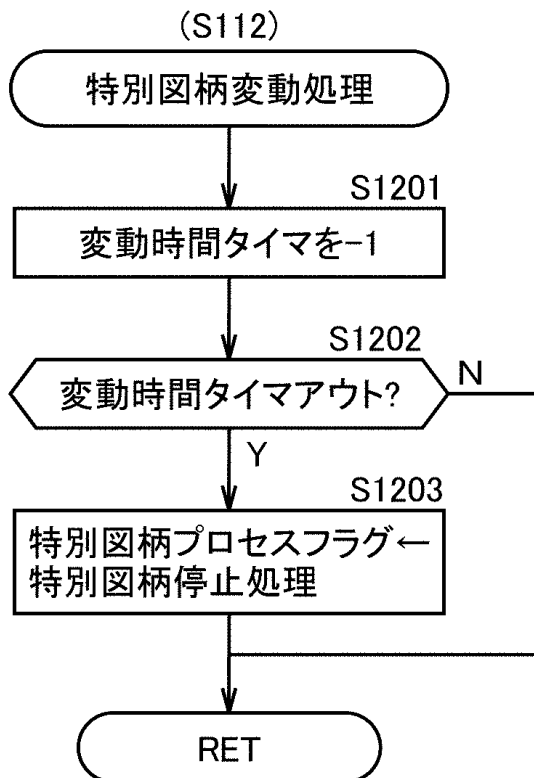 (S112)
特別図柄変動処理
S1201
変動時間タイマを-1
S1202
変動時間タイマアウト?
N
Y
S1203
特別図柄プロセスフラグ←
特別図柄停止処理
RET